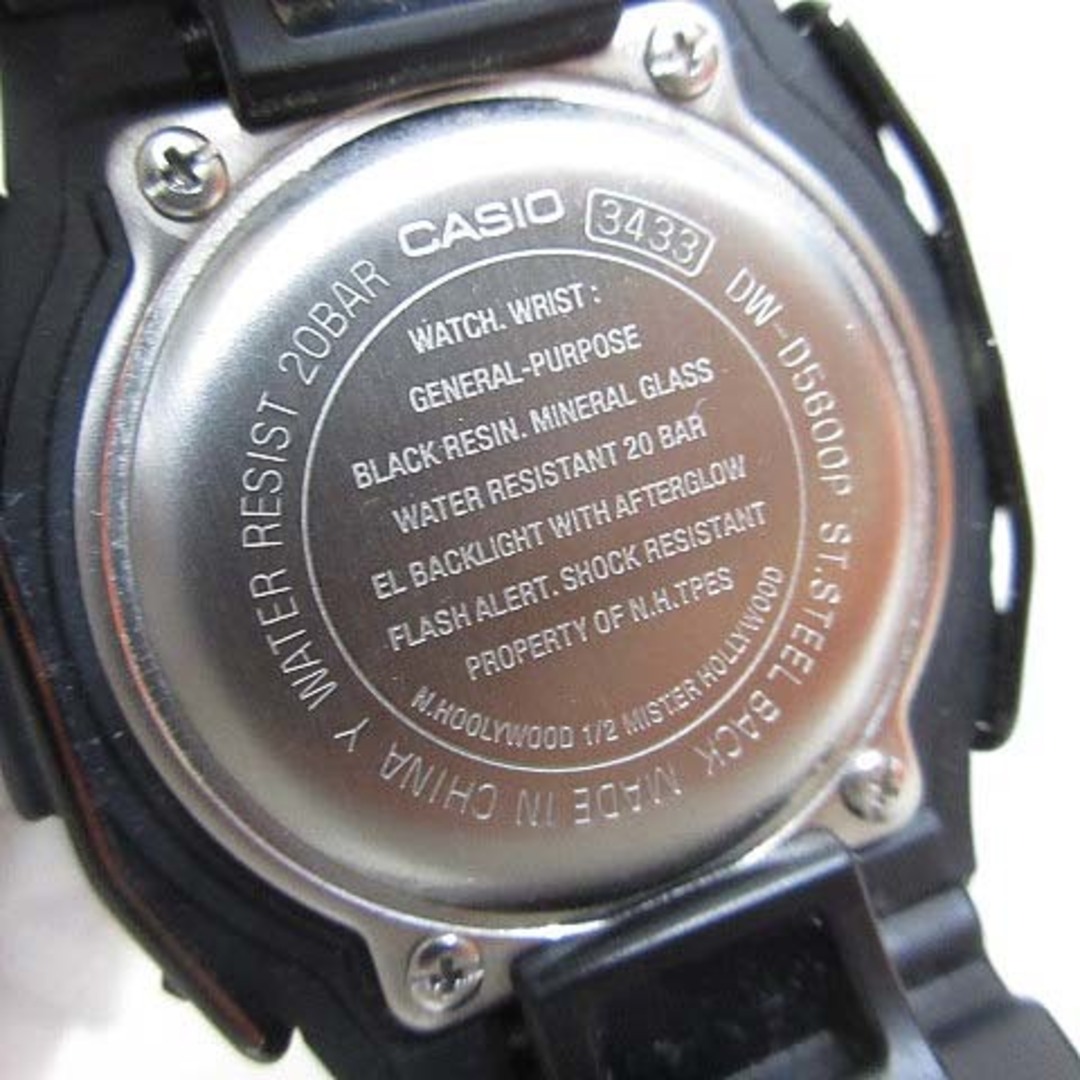 CASIO 3433 DW-D5600P ST.STEEL BACK MADE IN CHINA Y WATER RESIST 20BAR
WATCH. WRIST :
GENERAL-PURPOSE
BLACK RESIN. MINERAL GLASS
WATER RESISTANT 20 BAR
EL BACKLIGHT WITH AFTERGLOW
FLASH ALERT. SHOCK RESISTANT
PROPERTY OF N.H.TPES
N.HOOLYWOOD 1/2 MISTER HOLLYWOOD